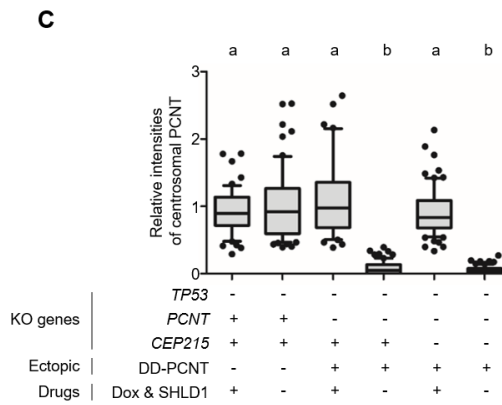 C
a a a b a b
3
2
1
0
Relative intensities
of centrosomal PCNT
KO genes
TP53 - - - - - -
PCNT + + - - - -
CEP215 + + + + - -
Ectopic DD-PCNT - - + + + +
Drugs Dox & SHLD1 + - + - + -